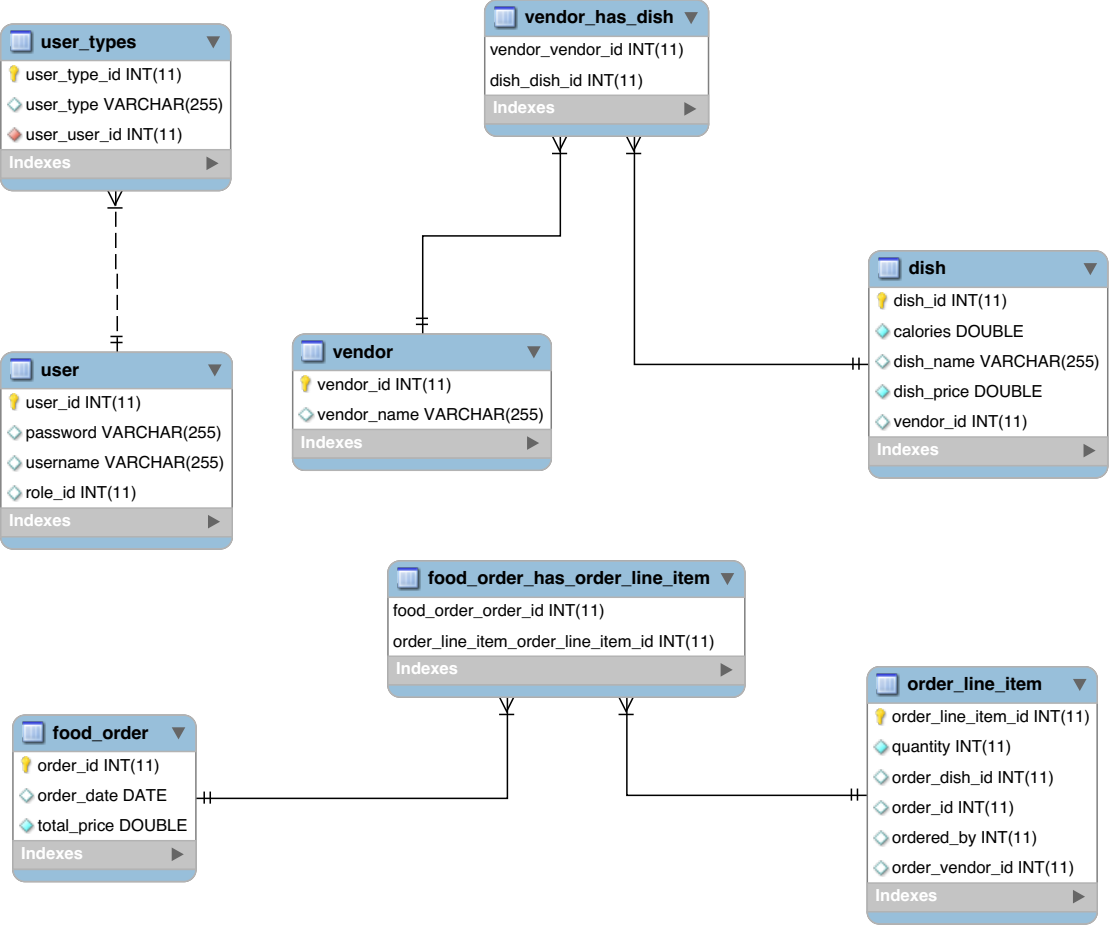 user_types
user_type_id INT(11)
user_type VARCHAR(255)
user_user_id INT(11)
Indexes
vendor_has_dish
vendor_vendor_id INT(11)
dish_dish_id INT(11)
Indexes
dish
dish_id INT(11)
calories DOUBLE
dish_name VARCHAR(255)
dish_price DOUBLE
vendor_id INT(11)
Indexes
vendor
vendor_id INT(11)
vendor_name VARCHAR(255)
Indexes
user
user_id INT(11)
password VARCHAR(255)
username VARCHAR(255)
role_id INT(11)
Indexes
food_order_has_order_line_item
food_order_order_id INT(11)
order_line_item_order_line_item_id INT(11)
Indexes
order_line_item
order_line_item_id INT(11)
quantity INT(11)
order_dish_id INT(11)
order_id INT(11)
ordered_by INT(11)
order_vendor_id INT(11)
Indexes
food_order
order_id INT(11)
order_date DATE
total_price DOUBLE
Indexes